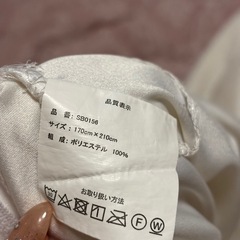 品質表示
品 番: SB0156
サイズ: 170cm×210cm
組 成: ポリエステル 100%
お取り扱い方法
F W